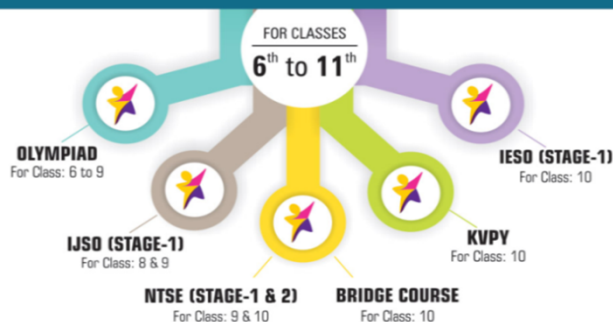 FOR CLASSES
6th to 11th
OLYMPIAD
For Class: 6 to 9
IESO (STAGE-1)
For Class: 10
IJSO (STAGE-1)
For Class: 8 & 9
KVPY
For Class: 10
NTSE (STAGE-1 & 2)
For Class: 9 & 10
BRIDGE COURSE
For Class: 10